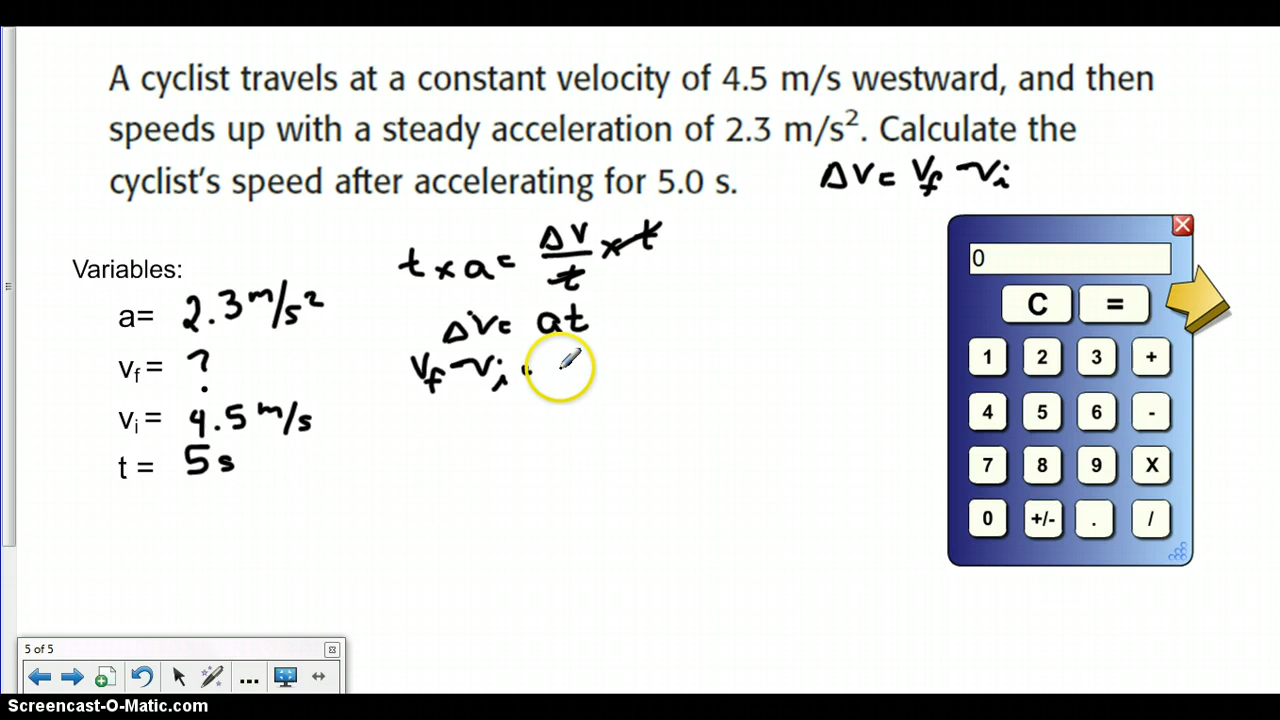 A cyclist travels at a constant velocity of 4.5 m/s westward, and then
speeds up with a steady acceleration of 2.3 m/s². Calculate the
cyclist's speed after accelerating for 5.0 s.
Δv = vf - vi
Variables:
a= 2.3 m/s²
vf = ?
vi = 4.5 m/s
t = 5 s
t x a = Δv/t x t
Δv = at
vf - vi =
0
C =
1 2 3 +
4 5 6 -
7 8 9 X
0 +/- . /
5 of 5
...
Screencast-O-Matic.com